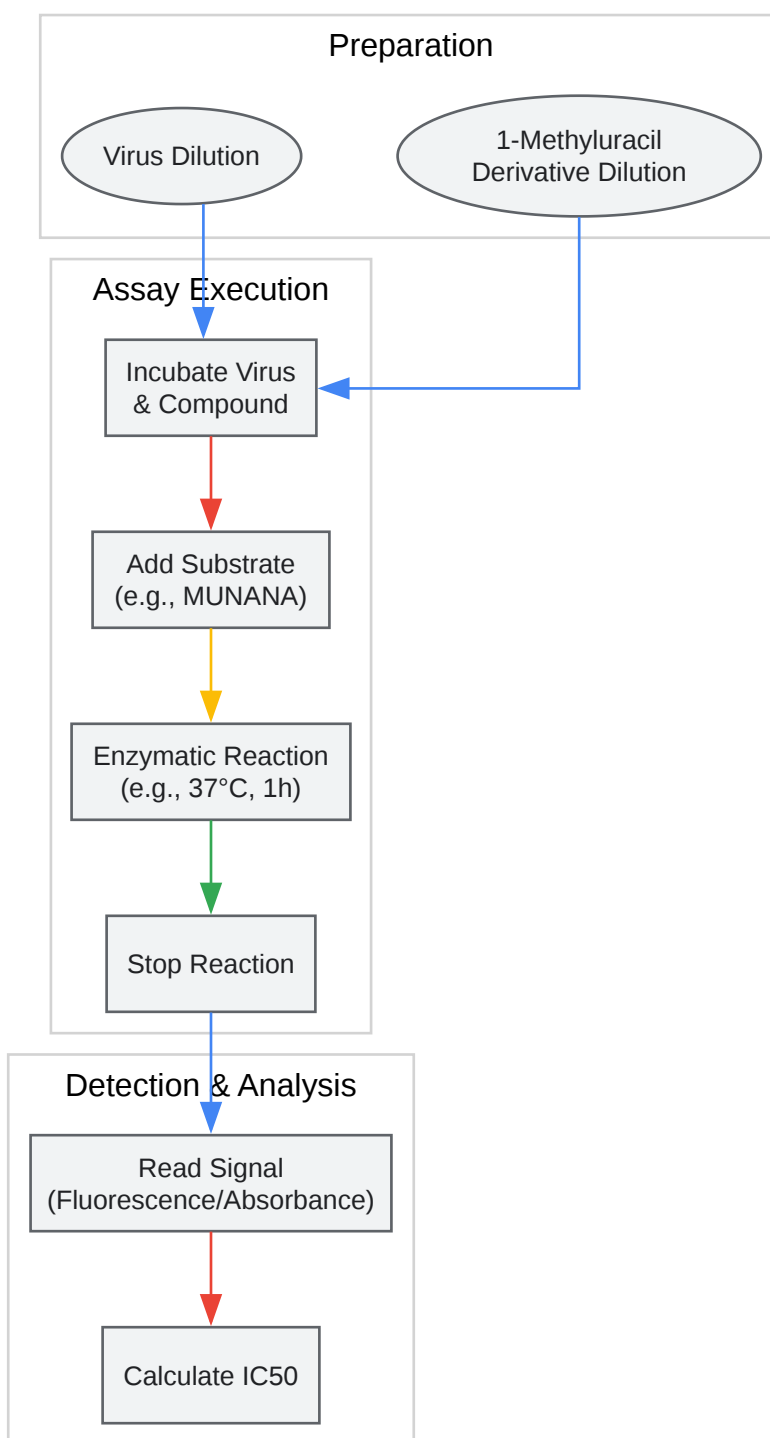 Preparation
Virus Dilution
1-Methyluracil
Derivative Dilution
Assay Execution
Incubate Virus
& Compound
Add Substrate
(e.g., MUNANA)
Enzymatic Reaction
(e.g., 37°C, 1h)
Stop Reaction
Detection & Analysis
Read Signal
(Fluorescence/Absorbance)
Calculate IC50